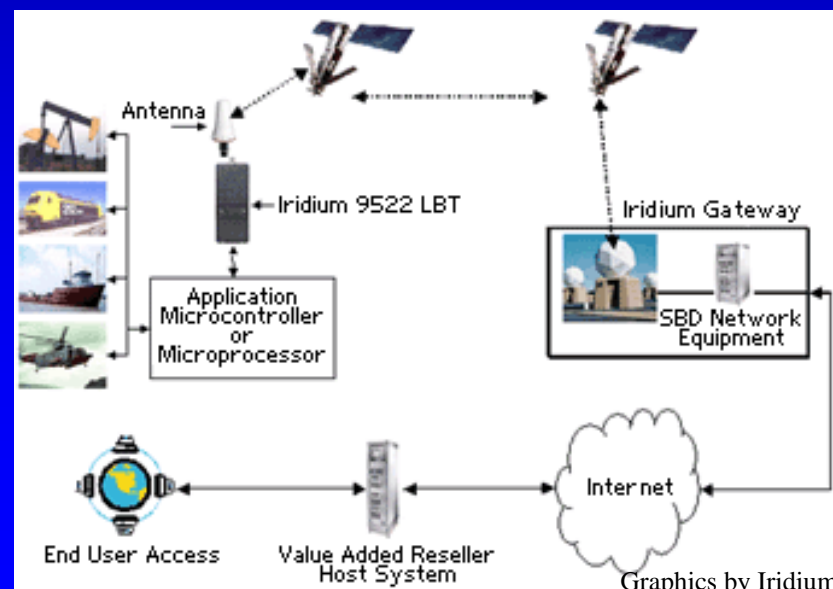 Antenna
Iridium 9522 LBT
Iridium Gateway
Application
Microcontroller
or
Microprocessor
SBD Network
Equipment
Internet
End User Access
Value Added Reseller
Host System
Graphics by Iridium